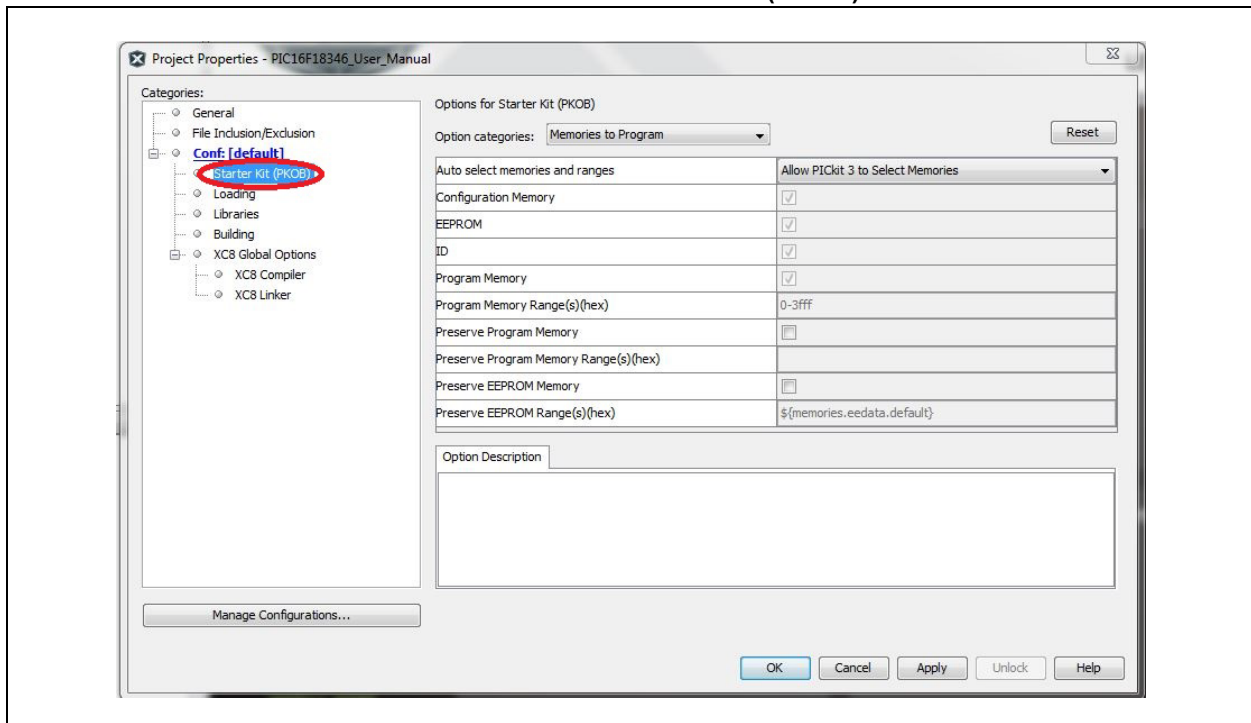 Project Properties - PIC16F18346_User_Manual
Categories:
General
File Inclusion/Exclusion
Conf: [default]
Starter Kit (PKOB)
Loading
Libraries
Building
XC8 Global Options
XC8 Compiler
XC8 Linker
Manage Configurations...
Options for Starter Kit (PKOB)
Option categories: Memories to Program Reset
Auto select memories and ranges Allow PICkit 3 to Select Memories
Configuration Memory
EEPROM
ID
Program Memory
Program Memory Range(s)(hex) 0-3fff
Preserve Program Memory
Preserve Program Memory Range(s)(hex)
Preserve EEPROM Memory
Preserve EEPROM Range(s)(hex) ${memories.eedata.default}
Option Description
OK Cancel Apply Unlock Help